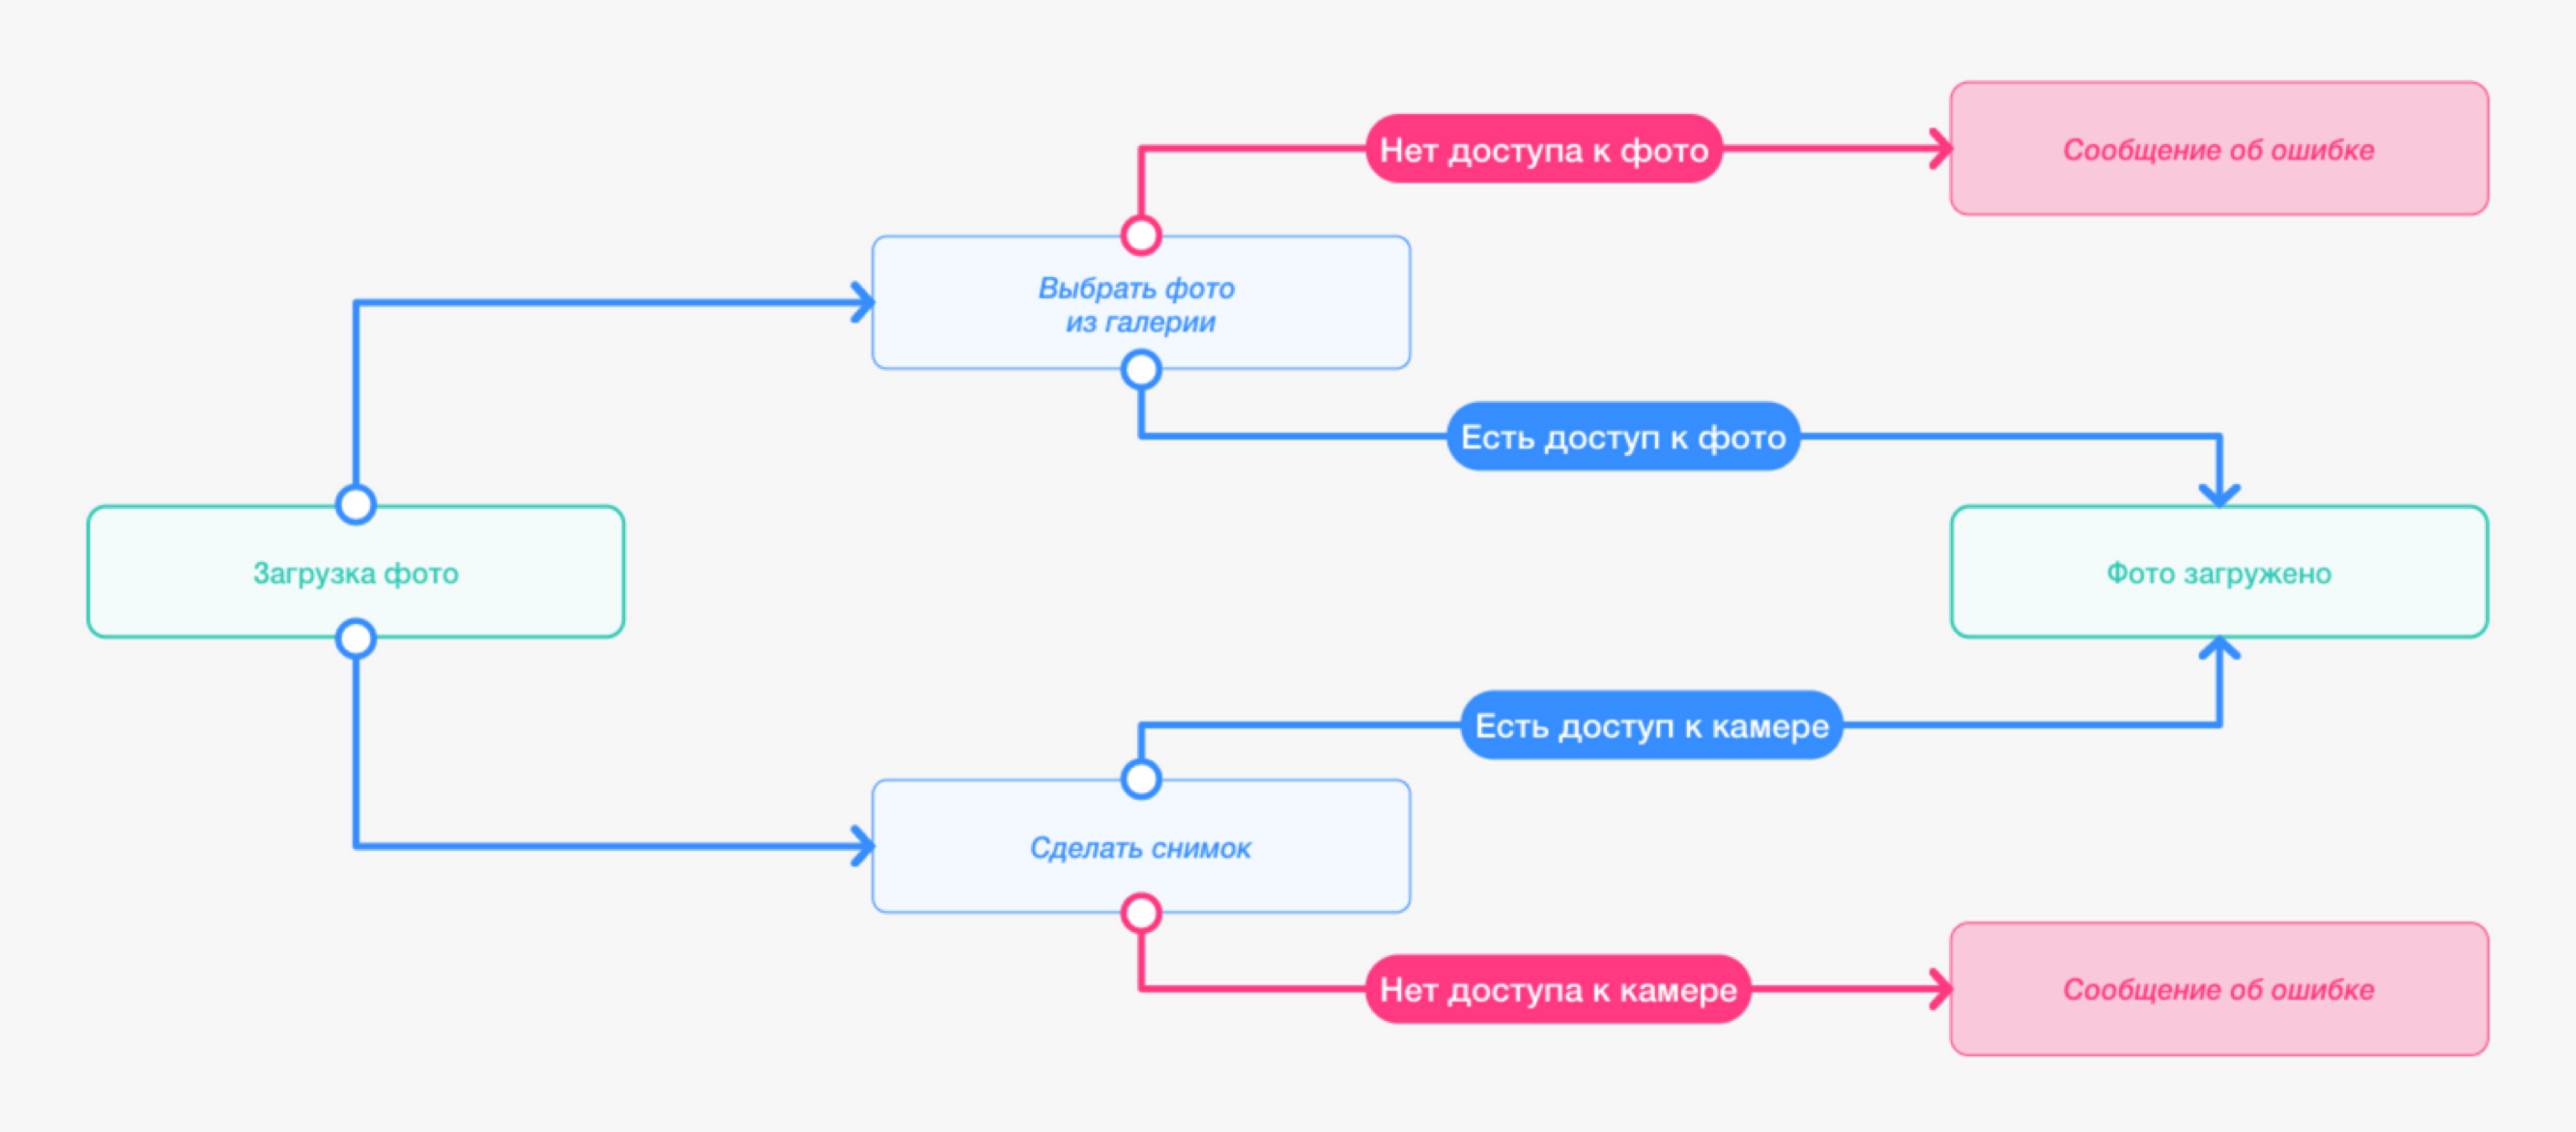 Нет доступа к фото
Сообщение об ошибке
Выбрать фото
из галерии
Есть доступ к фото
Загрузка фото
Фото загружено
Есть доступ к камере
Сделать снимок
Нет доступа к камере
Сообщение об ошибке